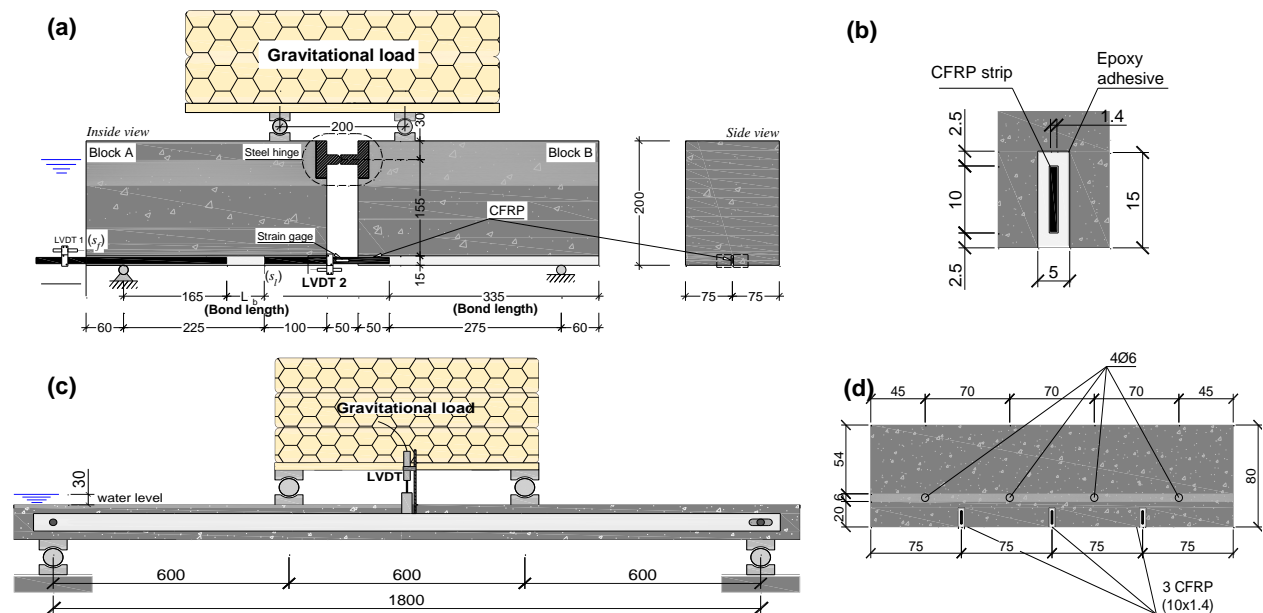 (a)
Gravitational load
200
30
Inside view
Block A
Steel hinge
Block B
Side view
155
200
CFRP
Strain gage
LVDT 1
(sf)
(sl)
LVDT 2
15
165
Lb
335
(Bond length)
(Bond length)
75
75
60
225
100
50
50
275
60
(b)
CFRP strip
Epoxy
adhesive
1.4
2.5
10
15
2.5
5
(c)
Gravitational load
LVDT
30
water level
600
600
600
1800
(d)
4Ø6
45
70
70
70
45
54
6
20
80
75
75
75
75
3 CFRP
(10x1.4)